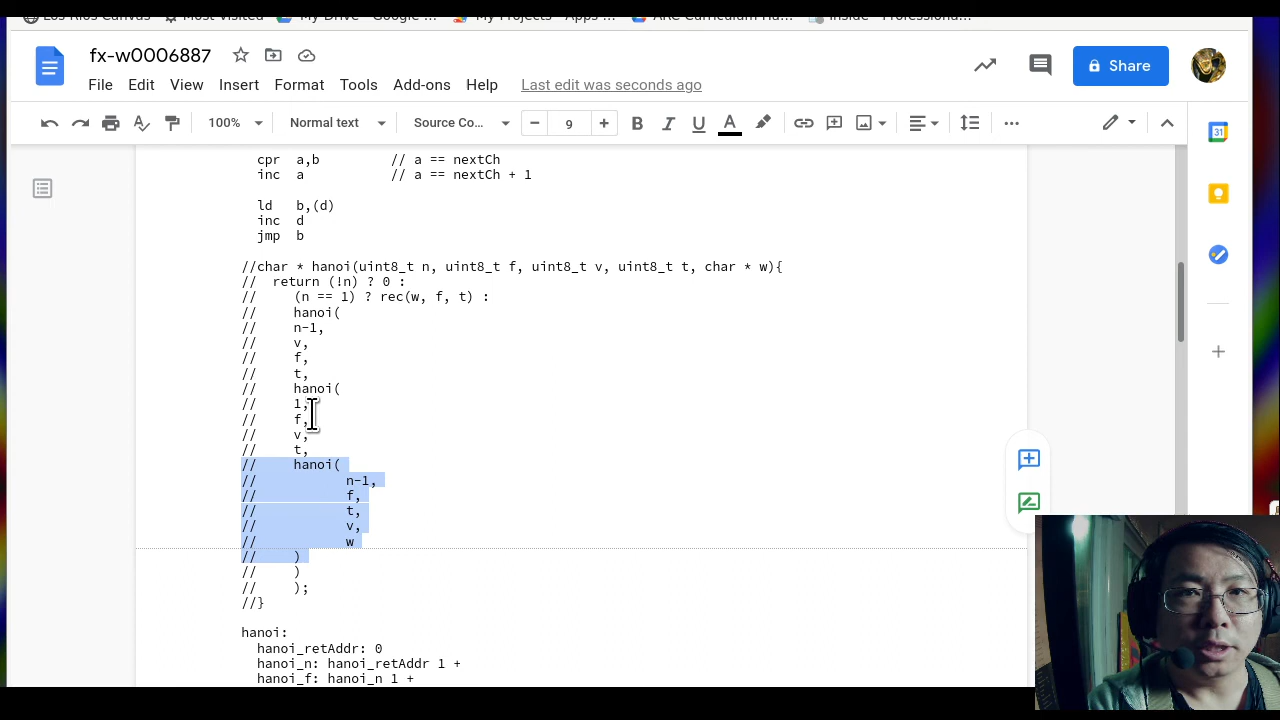 Los Rios Canvas Most Visited My Drive - Google ... My Projects - Apps ... ARC Curriculum Ha... Inside - Professiona...
fx-w0006887
Share
File Edit View Insert Format Tools Add-ons Help Last edit was seconds ago
100% Normal text Source Co... 9 B I U A
31
cpr a,b // a == nextCh
inc a // a == nextCh + 1
ld b,(d)
inc d
jmp b
//char * hanoi(uint8_t n, uint8_t f, uint8_t v, uint8_t t, char * w){
// return (!n) ? 0 :
// (n == 1) ? rec(w, f, t) :
// hanoi(
// n-1,
// v,
// f,
// t,
// hanoi(
// 1,
// f,
// v,
// t,
// hanoi(
// n-1,
// f,
// t,
// v,
// w
// )
// )
// );
//}
hanoi:
hanoi_retAddr: 0
hanoi_n: hanoi_retAddr 1 +
hanoi_f: hanoi_n 1 +